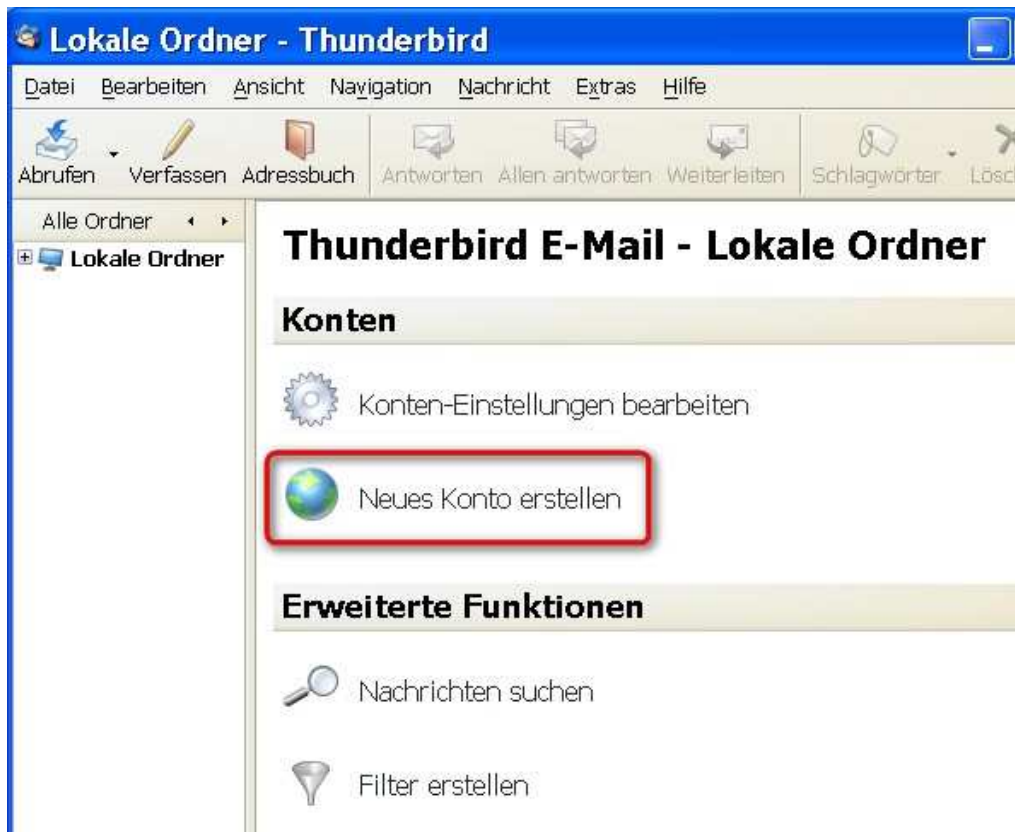 Lokale Ordner - Thunderbird
Datei Bearbeiten Ansicht Navigation Nachricht Extras Hilfe
Abrufen Verfassen Adressbuch Antworten Allen antworten Weiterleiten Schlagwörter
Alle Ordner
Lokale Ordner
Thunderbird E-Mail - Lokale Ordner
Konten
Konten-Einstellungen bearbeiten
Neues Konto erstellen
Erweiterte Funktionen
Nachrichten suchen
Filter erstellen